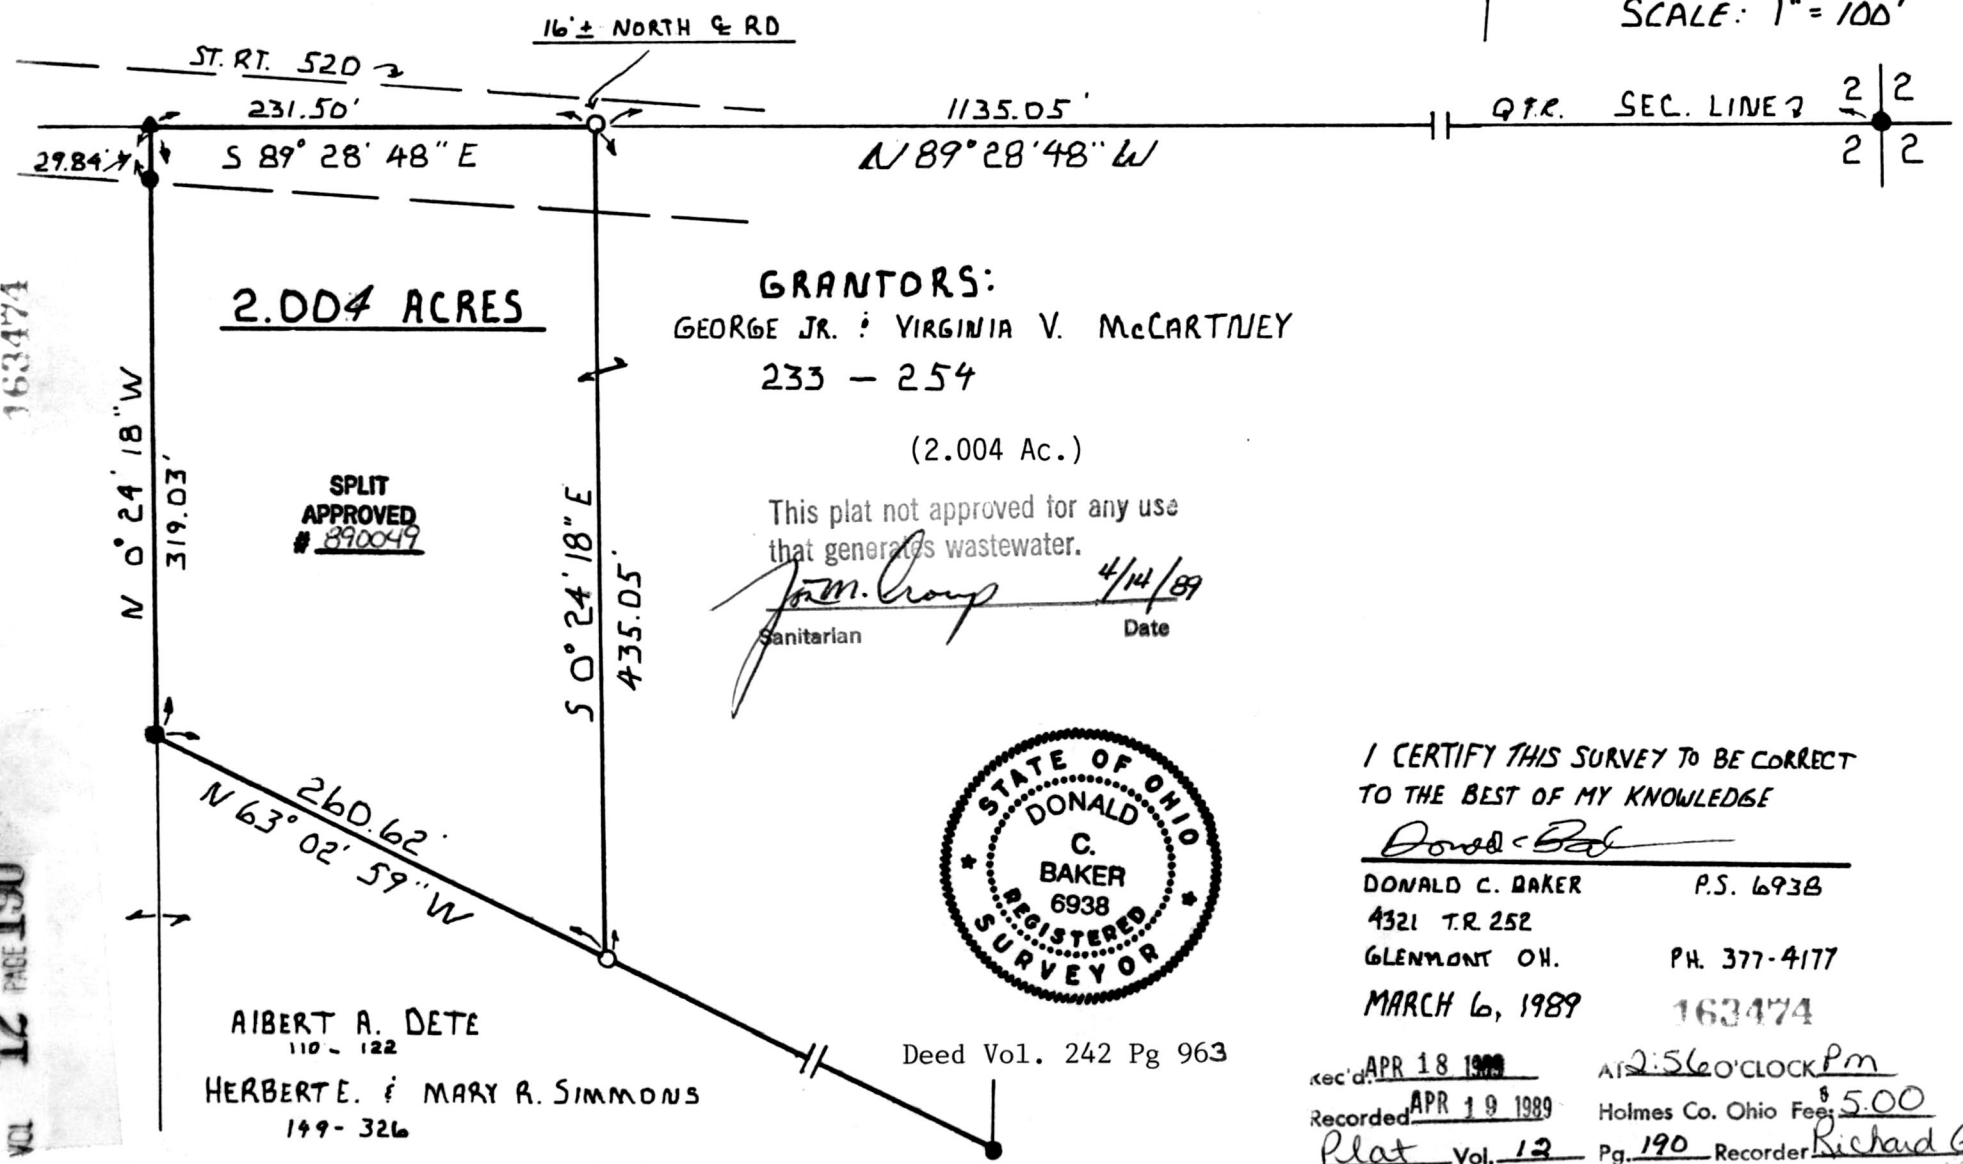 SCALE: 1" = 100'
16'± NORTH ℄ RD
ST. RT. 520
231.50'
1135.05'
QTR. SEC. LINE
2 2
2 2
29.84'
S 89° 28' 48" E
N 89° 28' 48" W
2.004 ACRES
GRANTORS:
GEORGE JR. & VIRGINIA V. McCARTNEY
233 - 254
(2.004 Ac.)
163474
N 0° 24' 18" W
319.03'
SPLIT
APPROVED
# 890049
S 0° 24' 18" E
435.05'
This plat not approved for any use
that generates wastewater.
4/14/89
Sanitarian Date
260.62'
N 63° 02' 59" W
STATE OF OHIO
DONALD
C.
BAKER
6938
REGISTERED
SURVEYOR
I CERTIFY THIS SURVEY TO BE CORRECT
TO THE BEST OF MY KNOWLEDGE
DONALD C. BAKER P.S. 6938
4321 T.R. 252
GLENMONT OH. PH. 377-4177
MARCH 6, 1989
163474
VOL 12 PAGE 190
AlBERT A. DETE
110 - 122
HERBERT E. & MARY R. SIMMONS
149 - 326
Deed Vol. 242 Pg 963
Rec'd. APR 18 1989 At 2:56 O'CLOCK Pm
Recorded APR 19 1989 Holmes Co. Ohio Fee: $5.00
Plat Vol. 12 Pg. 190 Recorder Richard